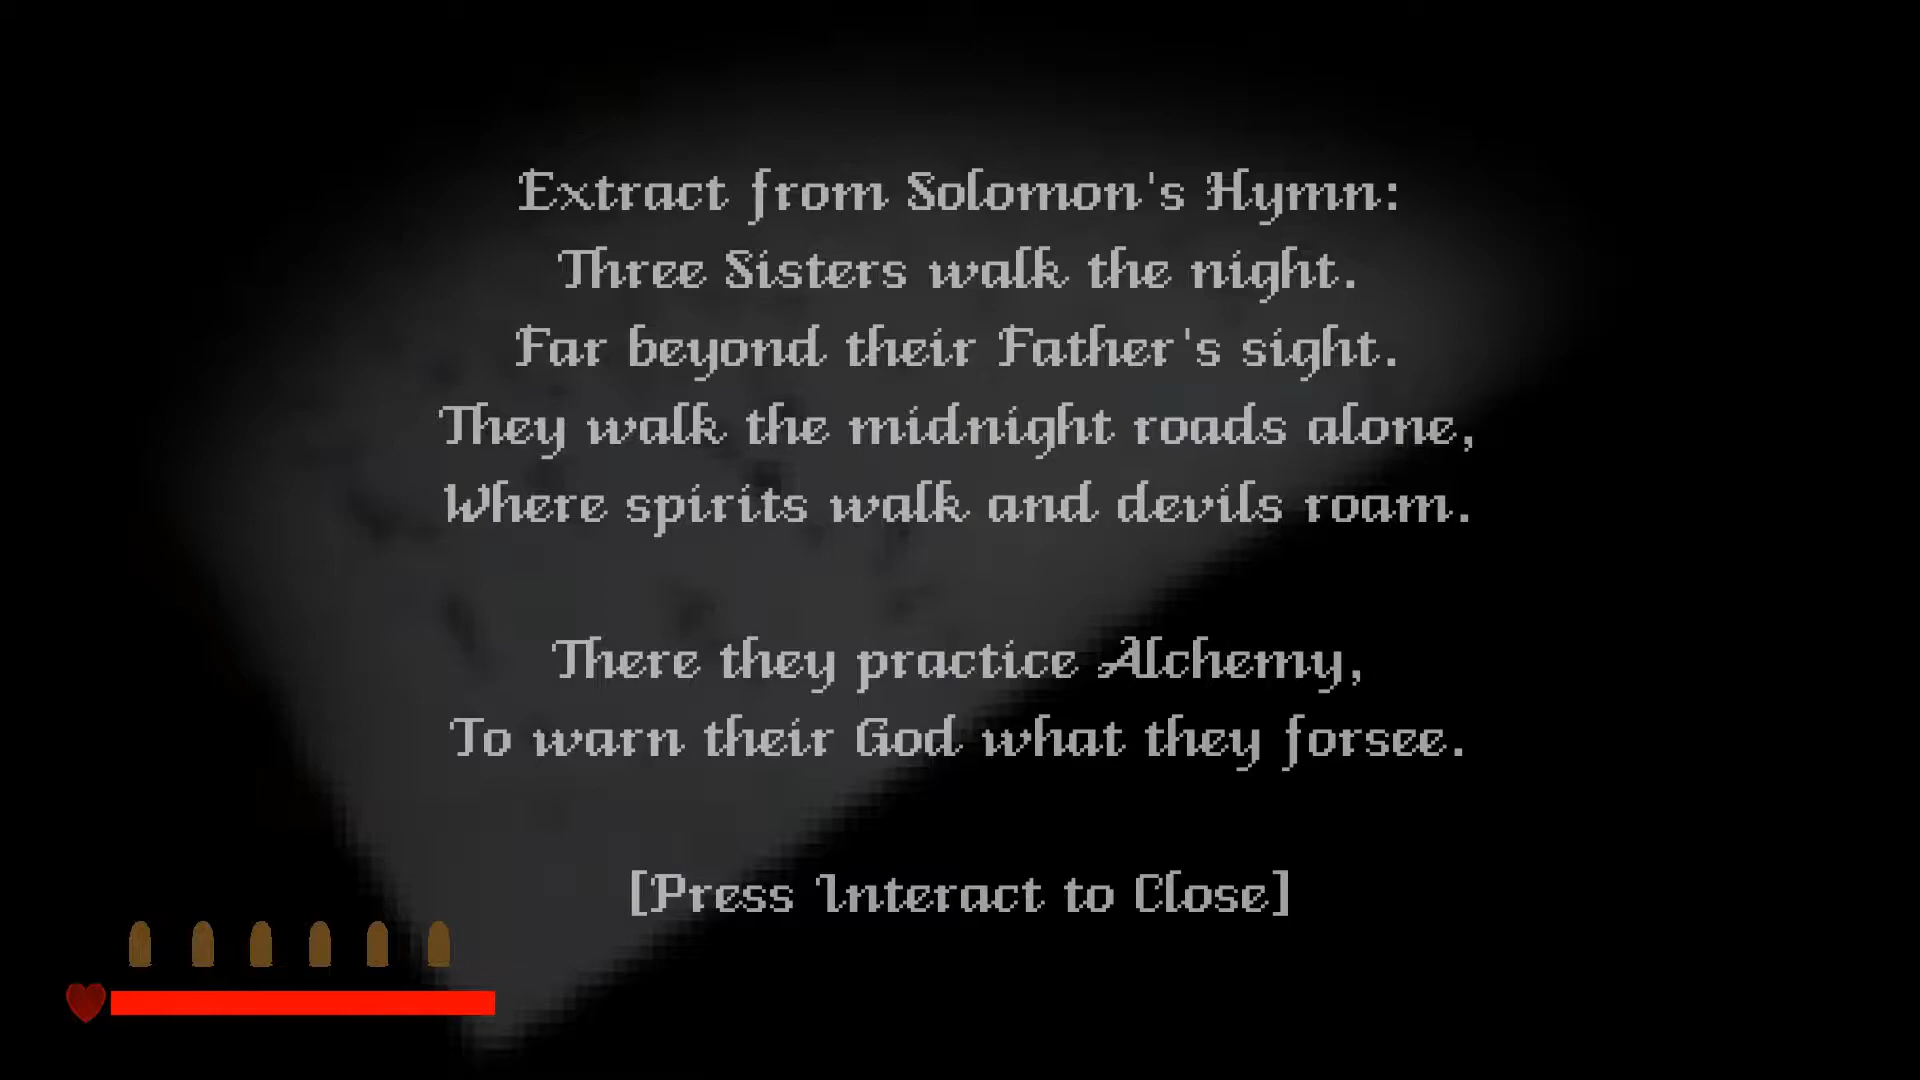 Extract from Solomon's Hymn:
Three Sisters walk the night.
Far beyond their Father's sight.
They walk the midnight roads alone,
Where spirits walk and devils roam.
There they practice Alchemy,
To warn their God what they forsee.
[Press Interact to Close]